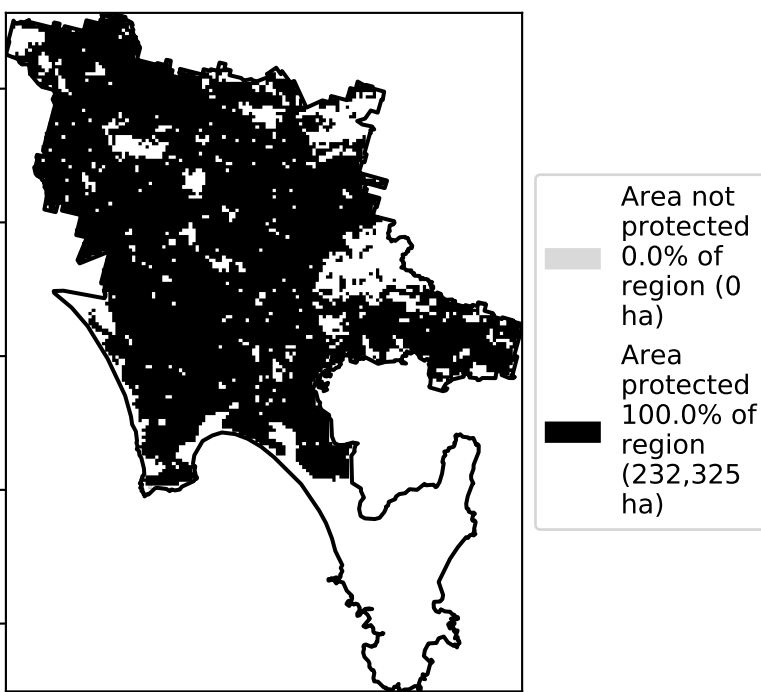 Area not
protected
0.0% of
region (0
ha)
Area
protected
100.0% of
region
(232,325
ha)